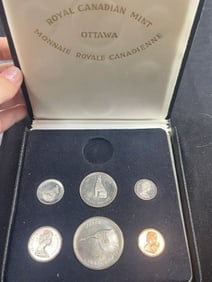 ROYAL CANADIAN MINT
OTTAWA
MONNAIE ROYALE CANADIENNE